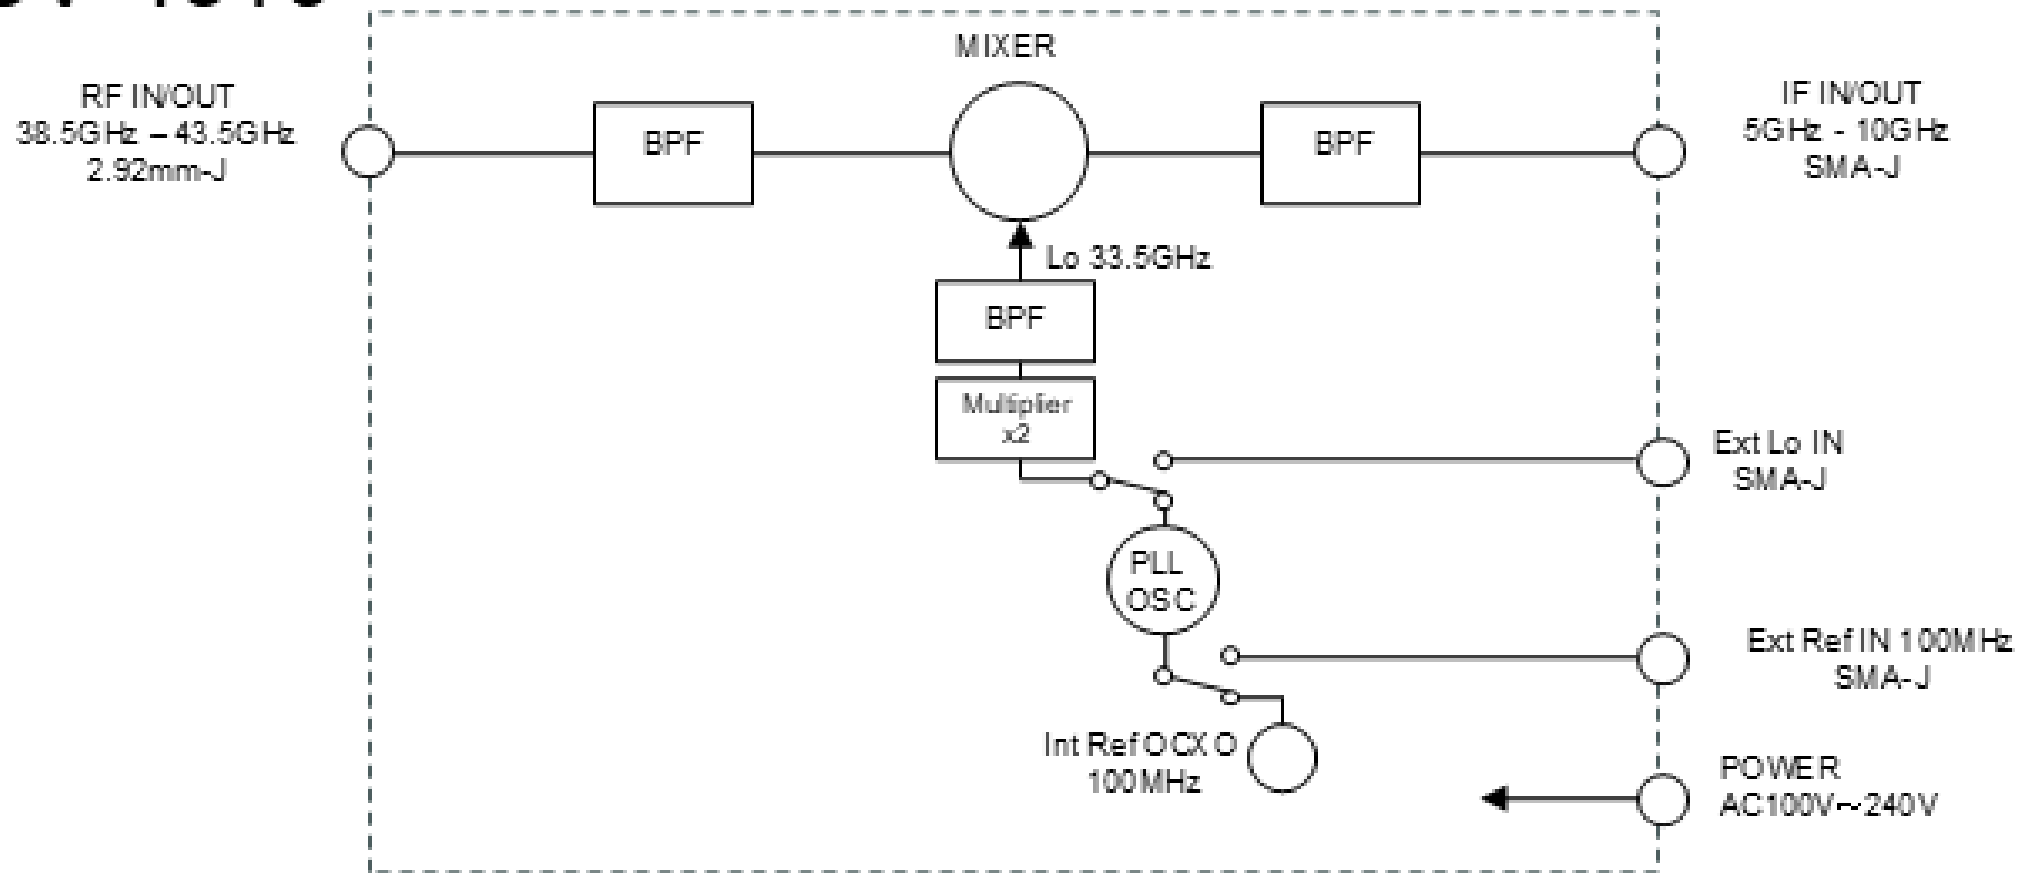 MIXER
RF IN/OUT
38.5GHz – 43.5GHz
2.92mm-J
BPF
BPF
IF IN/OUT
5GHz - 10GHz
SMA-J
Lo 33.5GHz
BPF
Multiplier
x2
Ext Lo IN
SMA-J
PLL
OSC
Ext Ref IN 100MHz
SMA-J
Int Ref OCXO
100MHz
POWER
AC100V～240V